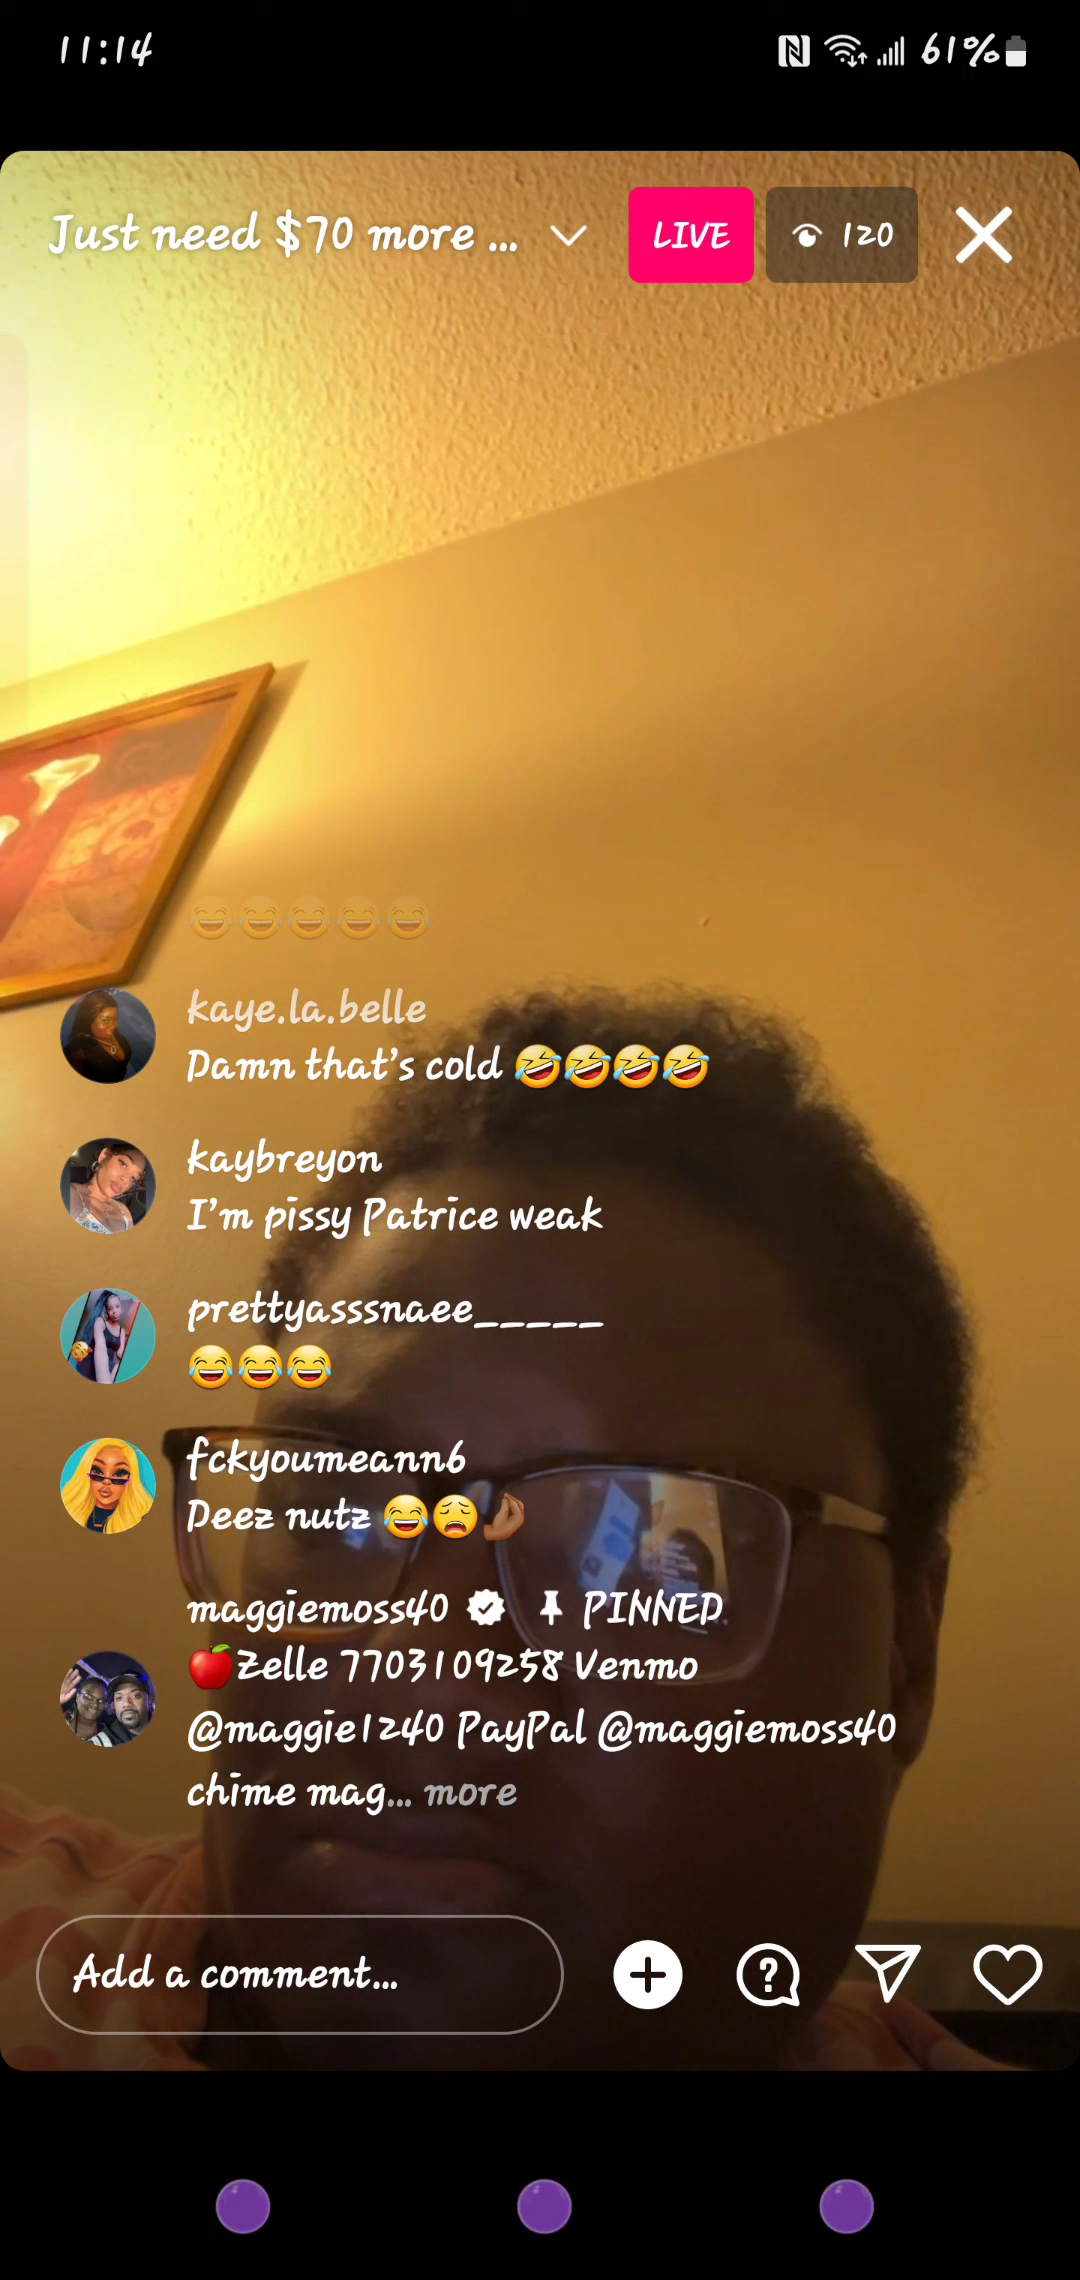 11:14
61%
Just need $70 more ...
LIVE
120
😂😂😂😂😂
kaye.la.belle
Damn that's cold 🤣🤣🤣🤣
kaybreyon
I'm pissy Patrice weak
prettyasssnaee_____
😂😂😂
fckyoumeann6
Deez nutz 😂😩🤌🏾
maggiemoss40 PINNED
🍎Zelle 7703109258 Venmo
@maggie1240 PayPal @maggiemoss40
chime mag... more
Add a comment...